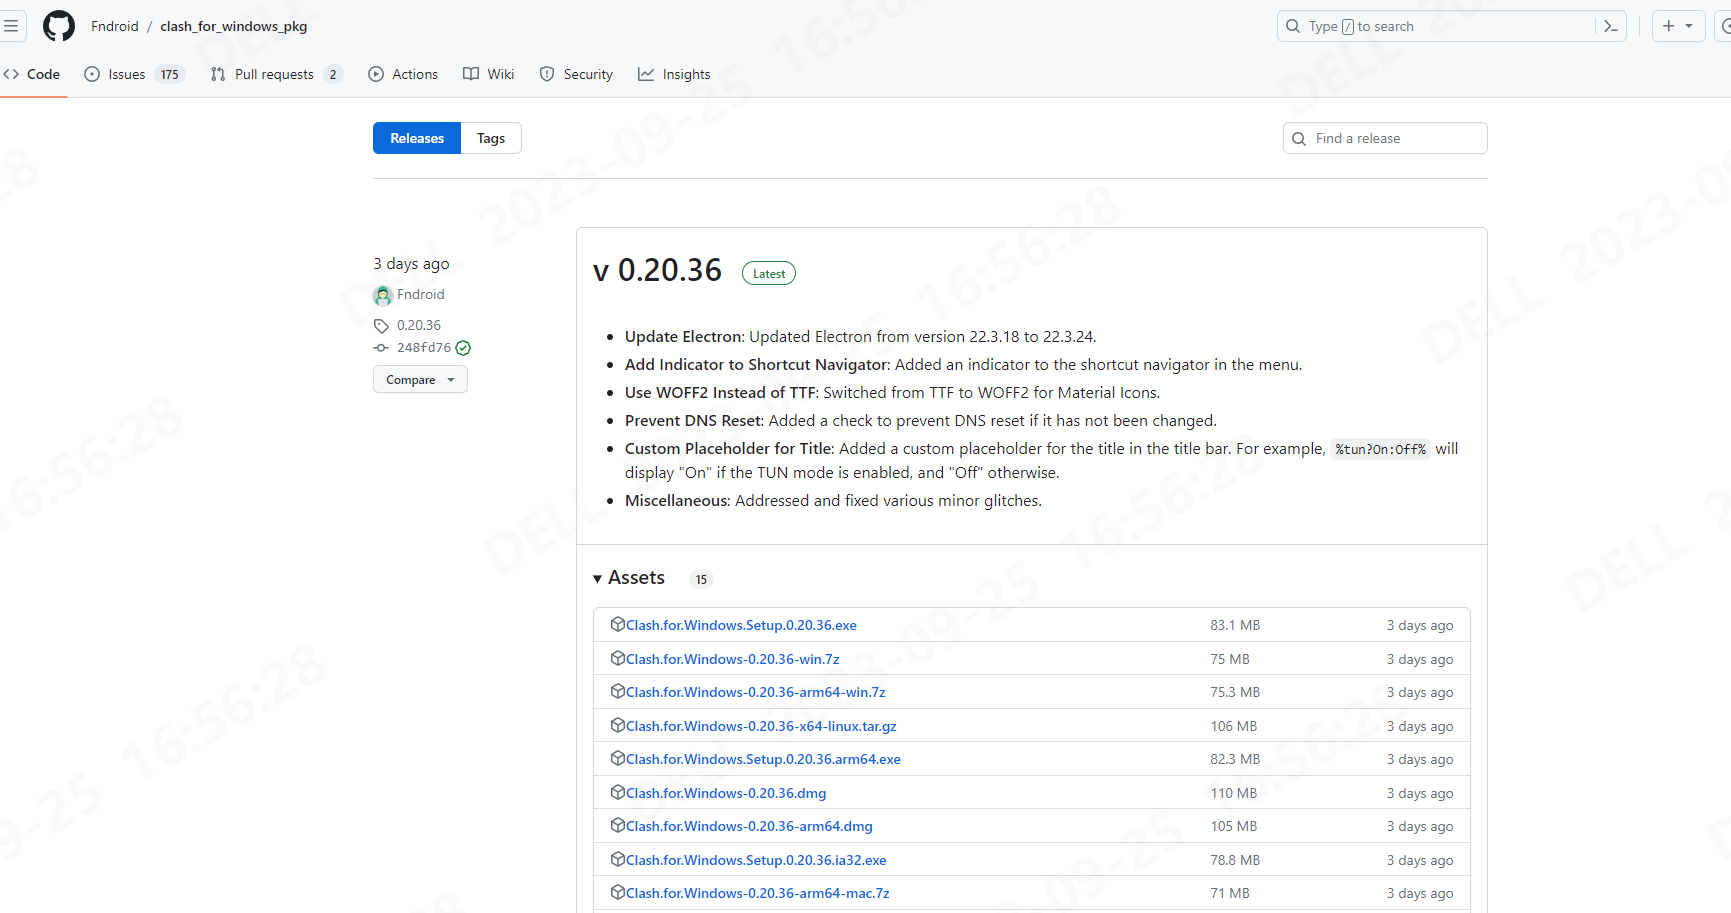 Fndroid / clash_for_windows_pkg
Type / to search
Code
Issues 175
Pull requests 2
Actions
Wiki
Security
Insights
Releases
Tags
Find a release
3 days ago
Fndroid
0.20.36
248fd76
Compare
v 0.20.36 Latest
Update Electron: Updated Electron from version 22.3.18 to 22.3.24.
Add Indicator to Shortcut Navigator: Added an indicator to the shortcut navigator in the menu.
Use WOFF2 Instead of TTF: Switched from TTF to WOFF2 for Material Icons.
Prevent DNS Reset: Added a check to prevent DNS reset if it has not been changed.
Custom Placeholder for Title: Added a custom placeholder for the title in the title bar. For example, %tun?On:Off% will
display "On" if the TUN mode is enabled, and "Off" otherwise.
Miscellaneous: Addressed and fixed various minor glitches.
Assets 15
Clash.for.Windows.Setup.0.20.36.exe 83.1 MB 3 days ago
Clash.for.Windows-0.20.36-win.7z 75 MB 3 days ago
Clash.for.Windows-0.20.36-arm64-win.7z 75.3 MB 3 days ago
Clash.for.Windows-0.20.36-x64-linux.tar.gz 106 MB 3 days ago
Clash.for.Windows.Setup.0.20.36.arm64.exe 82.3 MB 3 days ago
Clash.for.Windows-0.20.36.dmg 110 MB 3 days ago
Clash.for.Windows-0.20.36-arm64.dmg 105 MB 3 days ago
Clash.for.Windows.Setup.0.20.36.ia32.exe 78.8 MB 3 days ago
Clash.for.Windows-0.20.36-arm64-mac.7z 71 MB 3 days ago
DELL 2023-09-25 16:56:28